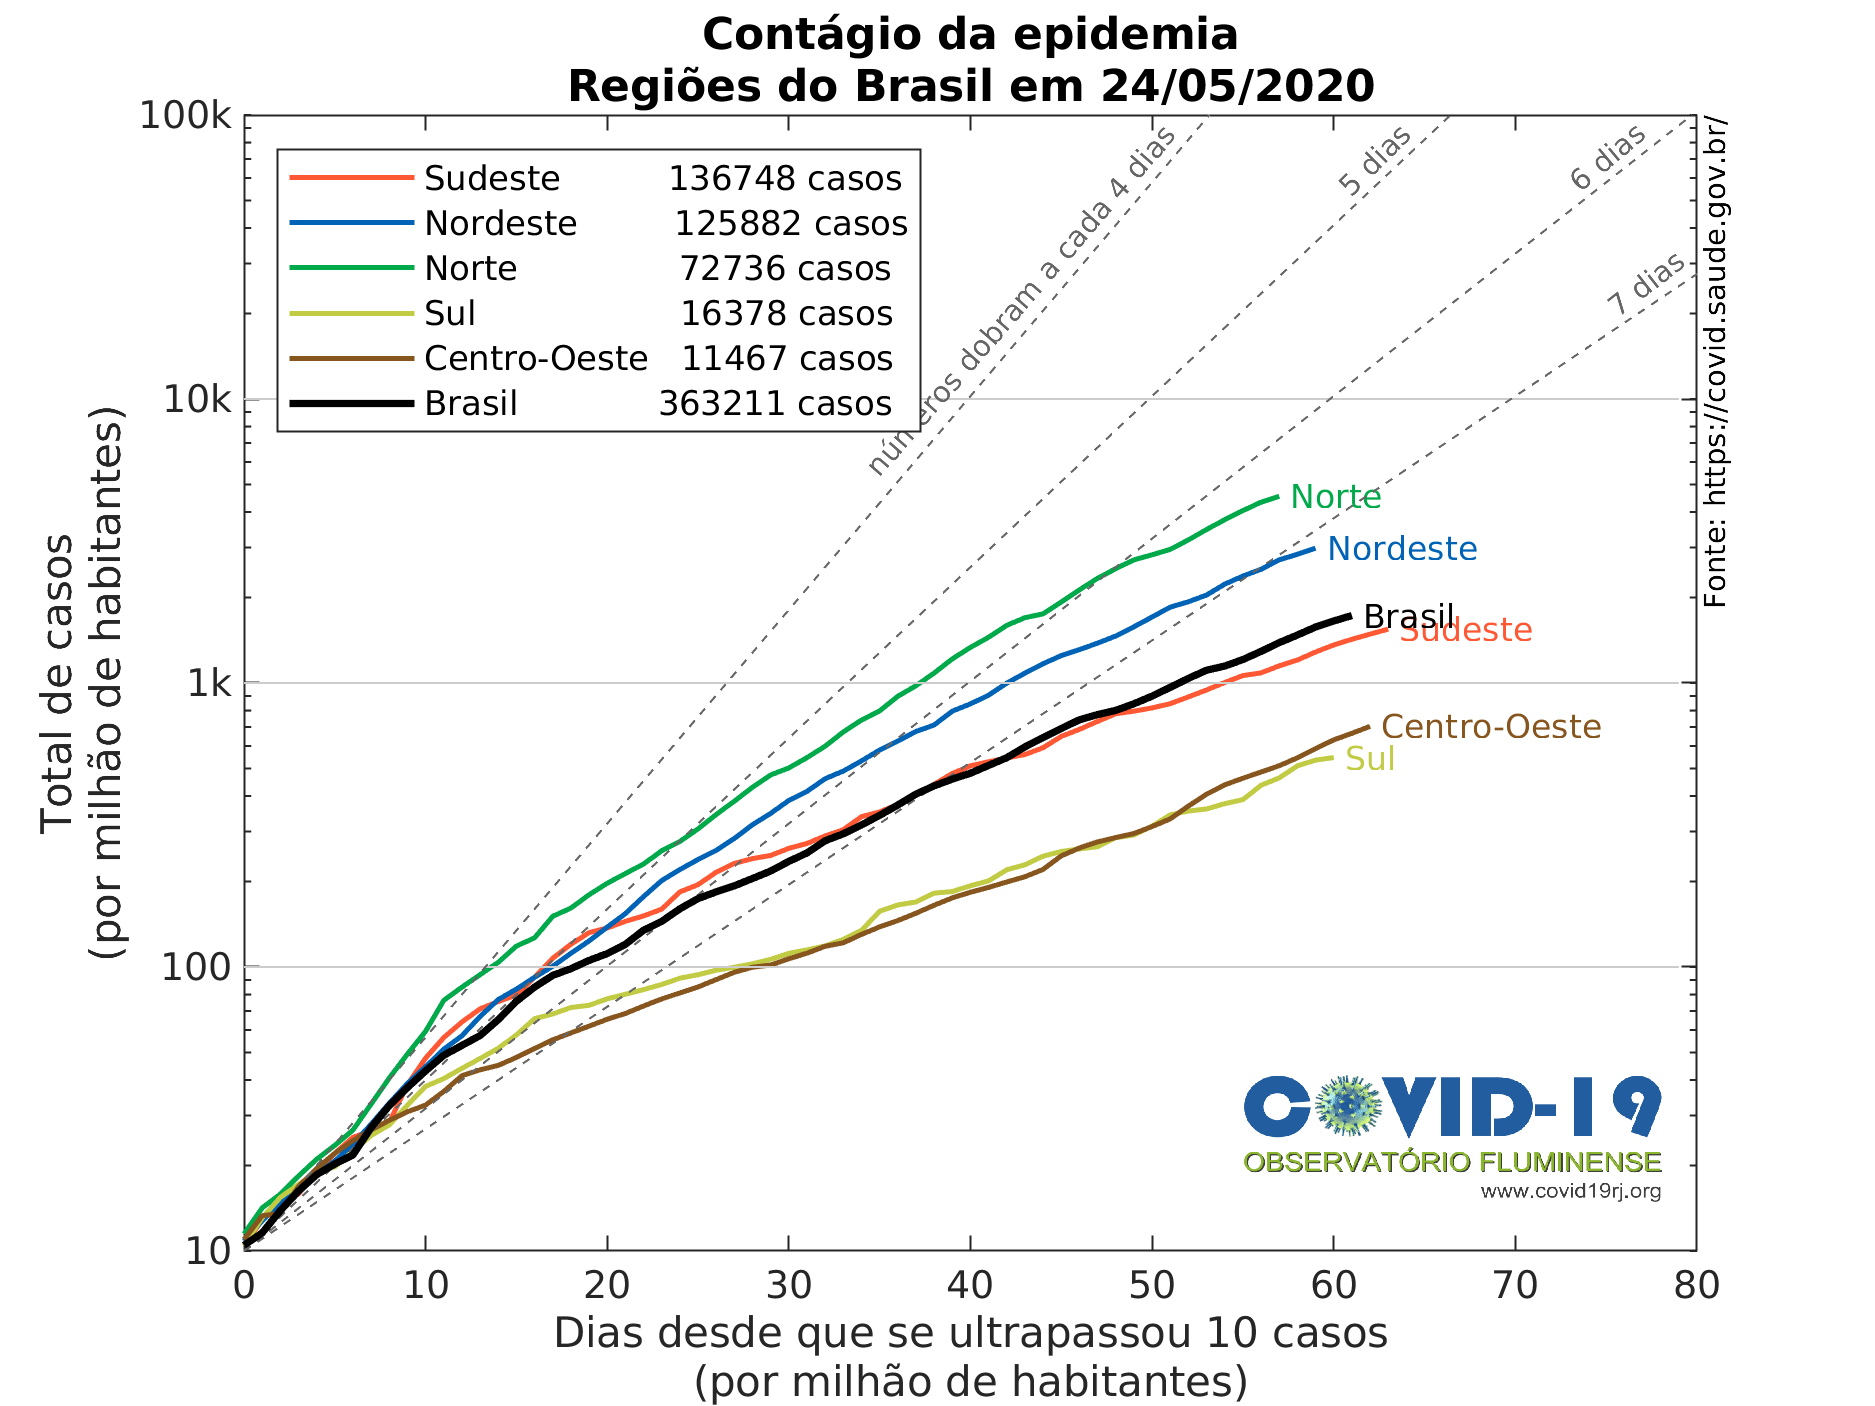 Contágio da epidemia
Regiões do Brasil em 24/05/2020
100k
10k
1k
100
10
Total de casos
(por milhão de habitantes)
Sudeste 136748 casos
Nordeste 125882 casos
Norte 72736 casos
Sul 16378 casos
Centro-Oeste 11467 casos
Brasil 363211 casos
números dobram a cada 4 dias
5 dias
6 dias
7 dias
Norte
Nordeste
Brasil
Sudeste
Centro-Oeste
Sul
Fonte: https://covid.saude.gov.br/
COVID-19
OBSERVATÓRIO FLUMINENSE
www.covid19rj.org
0 10 20 30 40 50 60 70 80
Dias desde que se ultrapassou 10 casos
(por milhão de habitantes)